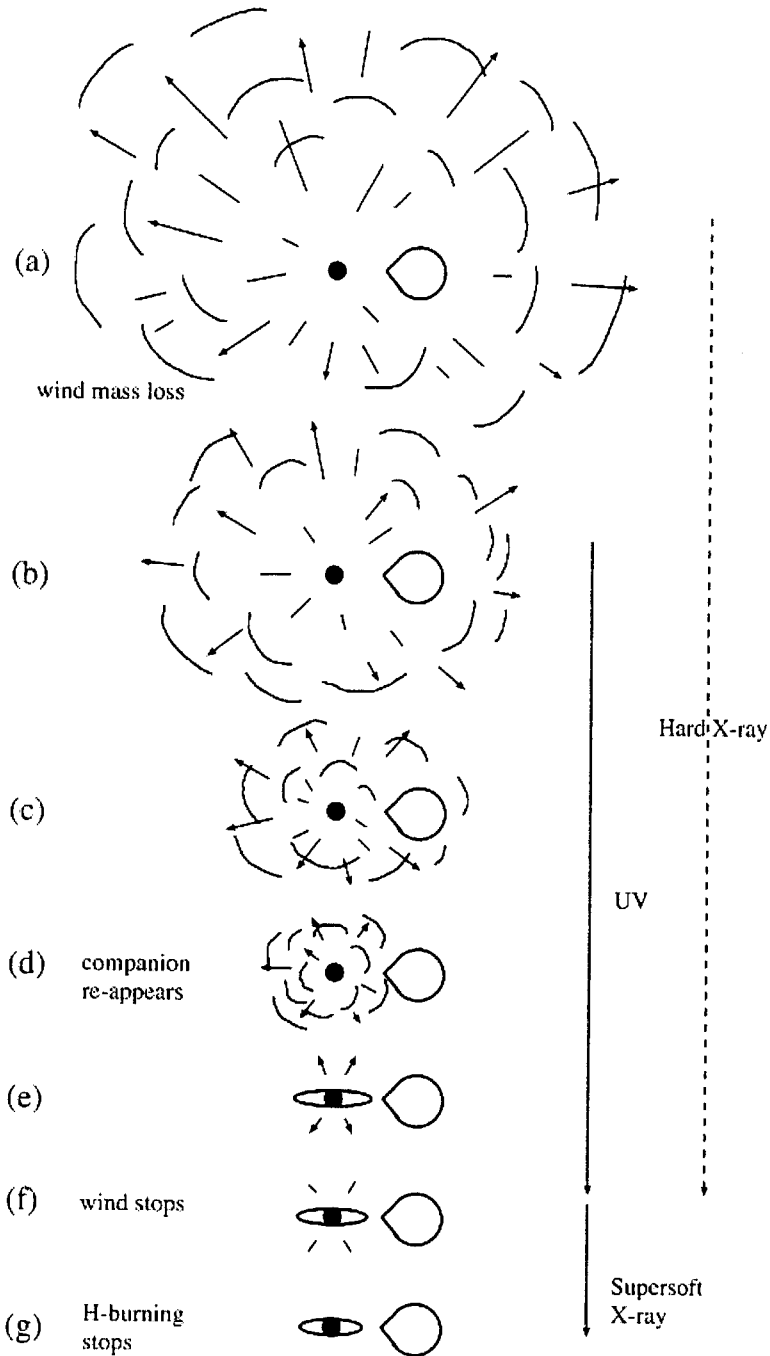 (a)
wind mass loss
(b)
Hard X-ray
(c)
UV
(d)
companion
re-appears
(e)
(f)
wind stops
Supersoft
X-ray
(g)
H-burning
stops